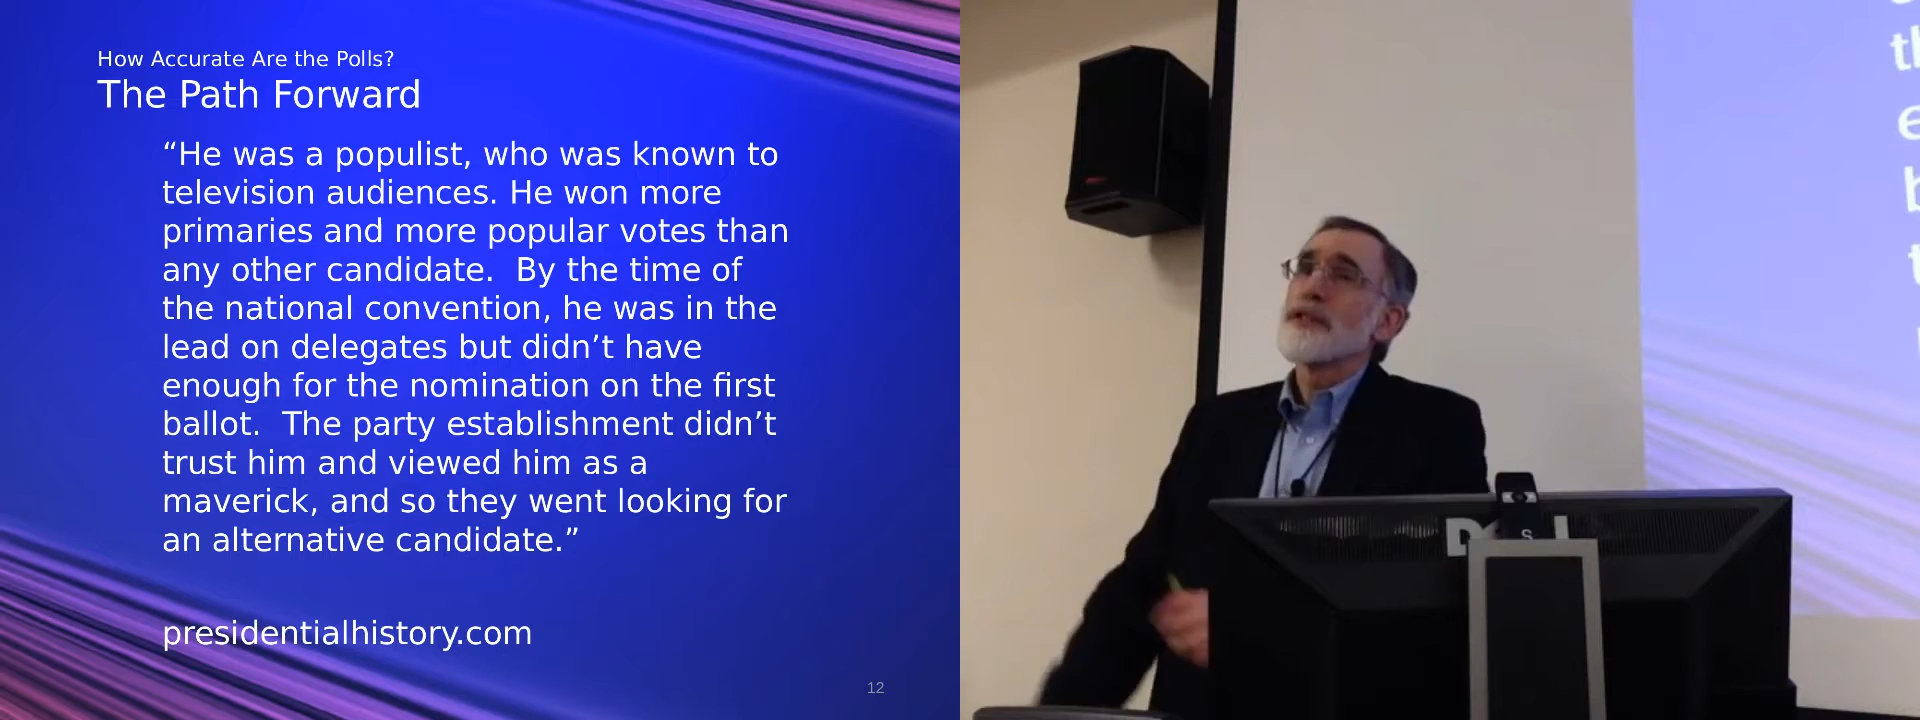 How Accurate Are the Polls?
The Path Forward
“He was a populist, who was known to
television audiences. He won more
primaries and more popular votes than
any other candidate.  By the time of
the national convention, he was in the
lead on delegates but didn’t have
enough for the nomination on the first
ballot.  The party establishment didn’t
trust him and viewed him as a
maverick, and so they went looking for
an alternative candidate.”
presidentialhistory.com
12